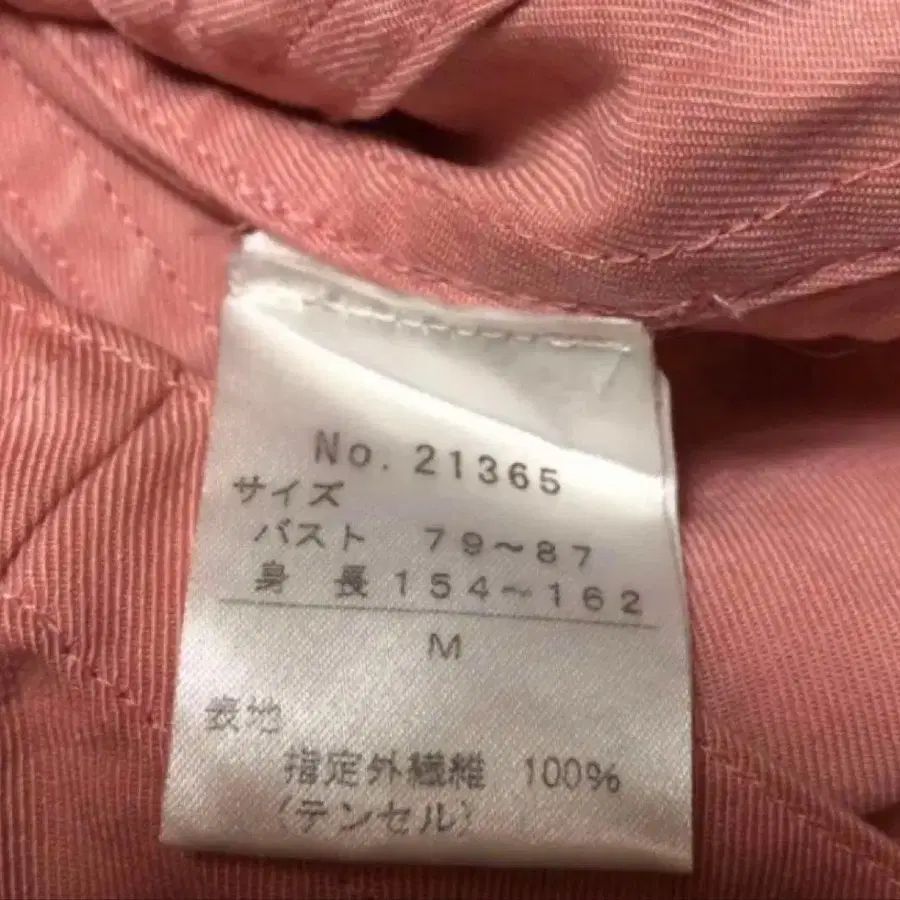 No. 21365
サイズ
バスト 79～87
身 長 154～162
M
表地
指定外繊維 100%
(テンセル)